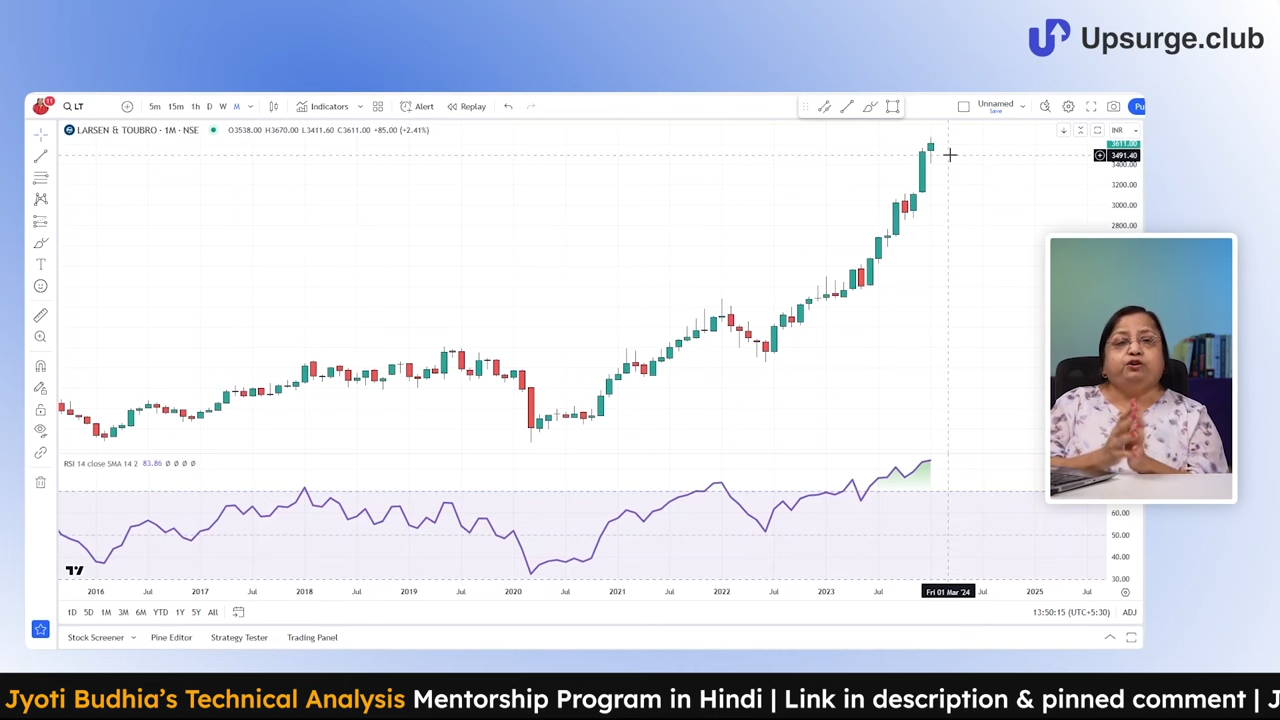 Upsurge.club
11
LT
5m 15m 1h D W M
Indicators
Alert
Replay
Unnamed
Save
Pu
LARSEN & TOUBRO · 1M · NSE
O3538.00 H3670.00 L3411.60 C3611.00 +85.00 (+2.41%)
INR
3611.00
3491.40
3400.00
3200.00
3000.00
2800.00
RSI 14 close SMA 14 2 83.86 Ø Ø Ø Ø
60.00
50.00
40.00
30.00
2016 Jul 2017 Jul 2018 Jul 2019 Jul 2020 Jul 2021 Jul 2022 Jul 2023 Jul Fri 01 Mar '24 Jul 2025 Jul
1D 5D 1M 3M 6M YTD 1Y 5Y All
13:50:15 (UTC+5:30) ADJ
Stock Screener Pine Editor Strategy Tester Trading Panel
Jyoti Budhia's Technical Analysis Mentorship Program in Hindi | Link in description & pinned comment | J